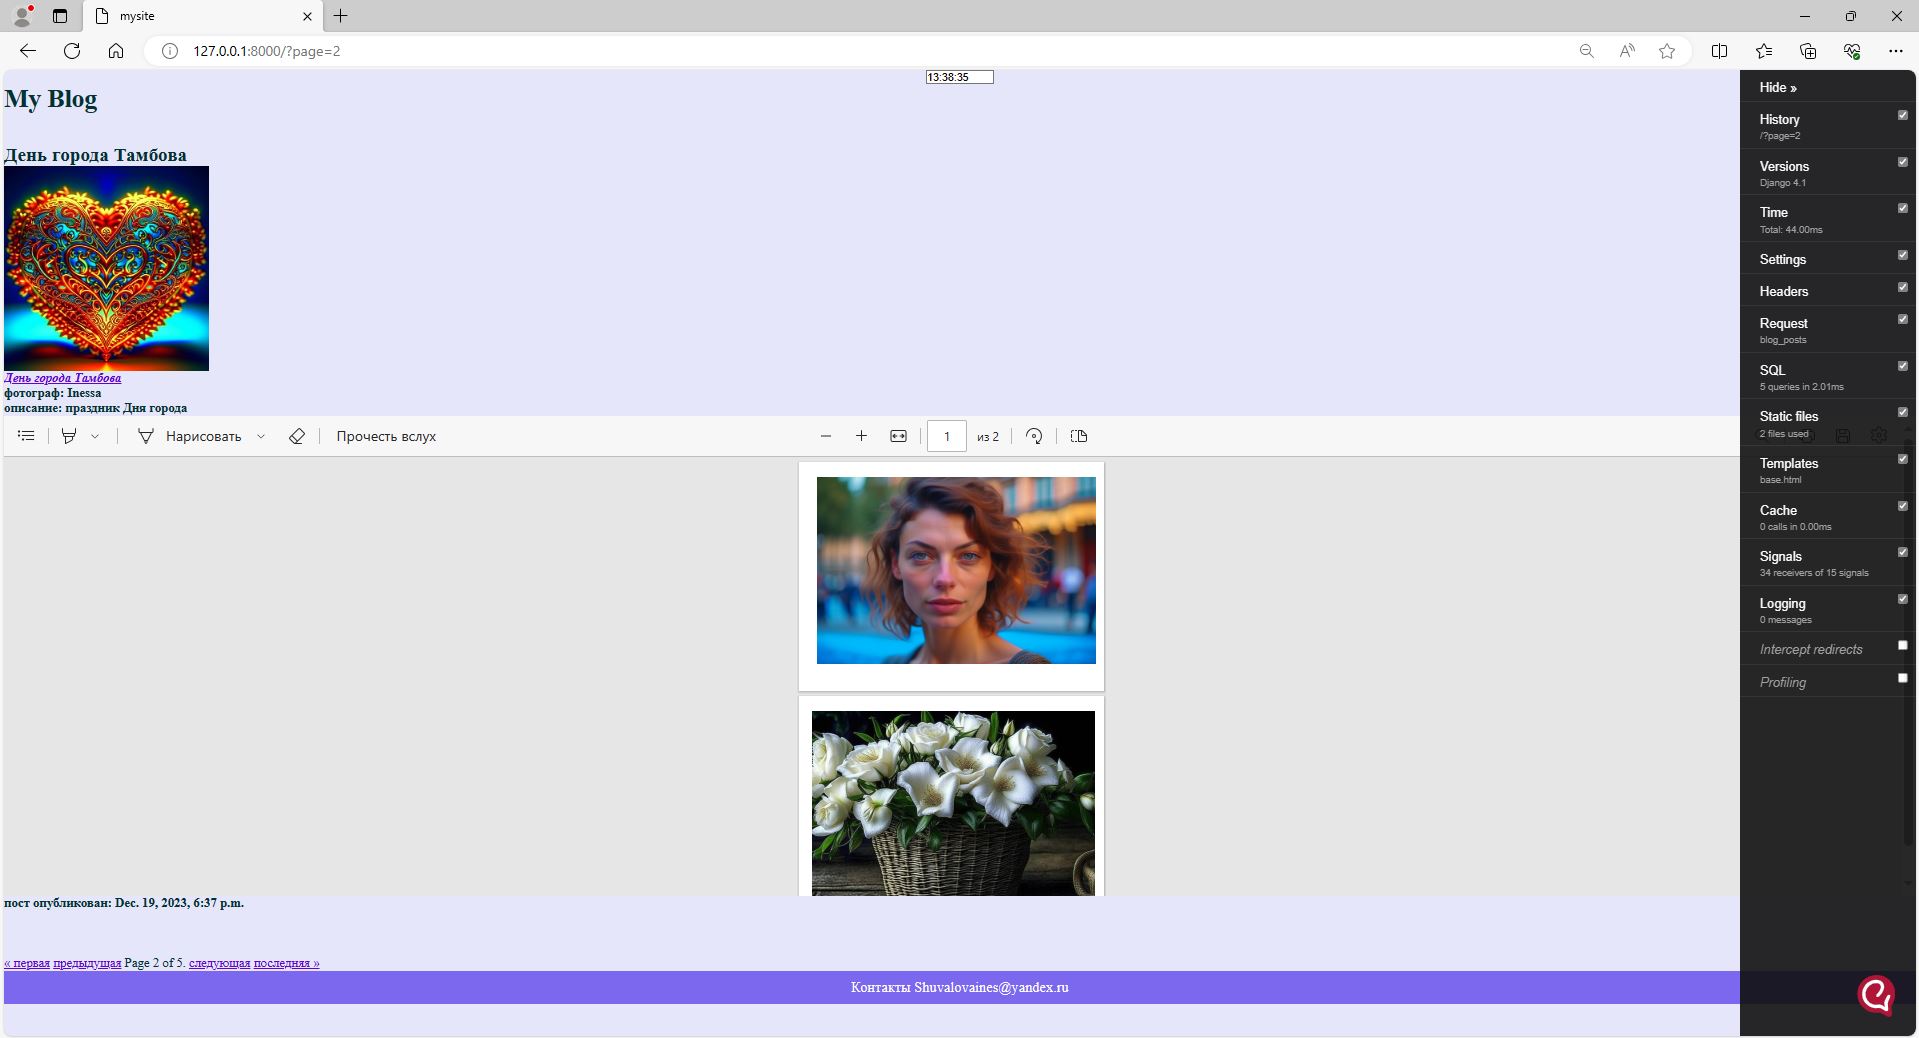 mysite
127.0.0.1:8000/?page=2
13:38:35
My Blog
День города Тамбова
День города Тамбова
фотограф: Inessa
описание: праздник Дня города
Нарисовать
Прочесть вслух
1 из 2
пост опубликован: Dec. 19, 2023, 6:37 p.m.
« первая предыдущая Page 2 of 5. следующая последняя »
Контакты Shuvalovaines@yandex.ru
Hide »
History
/?page=2
Versions
Django 4.1
Time
Total: 44.00ms
Settings
Headers
Request
blog_posts
SQL
5 queries in 2.01ms
Static files
2 files used
Templates
base.html
Cache
0 calls in 0.00ms
Signals
34 receivers of 15 signals
Logging
0 messages
Intercept redirects
Profiling